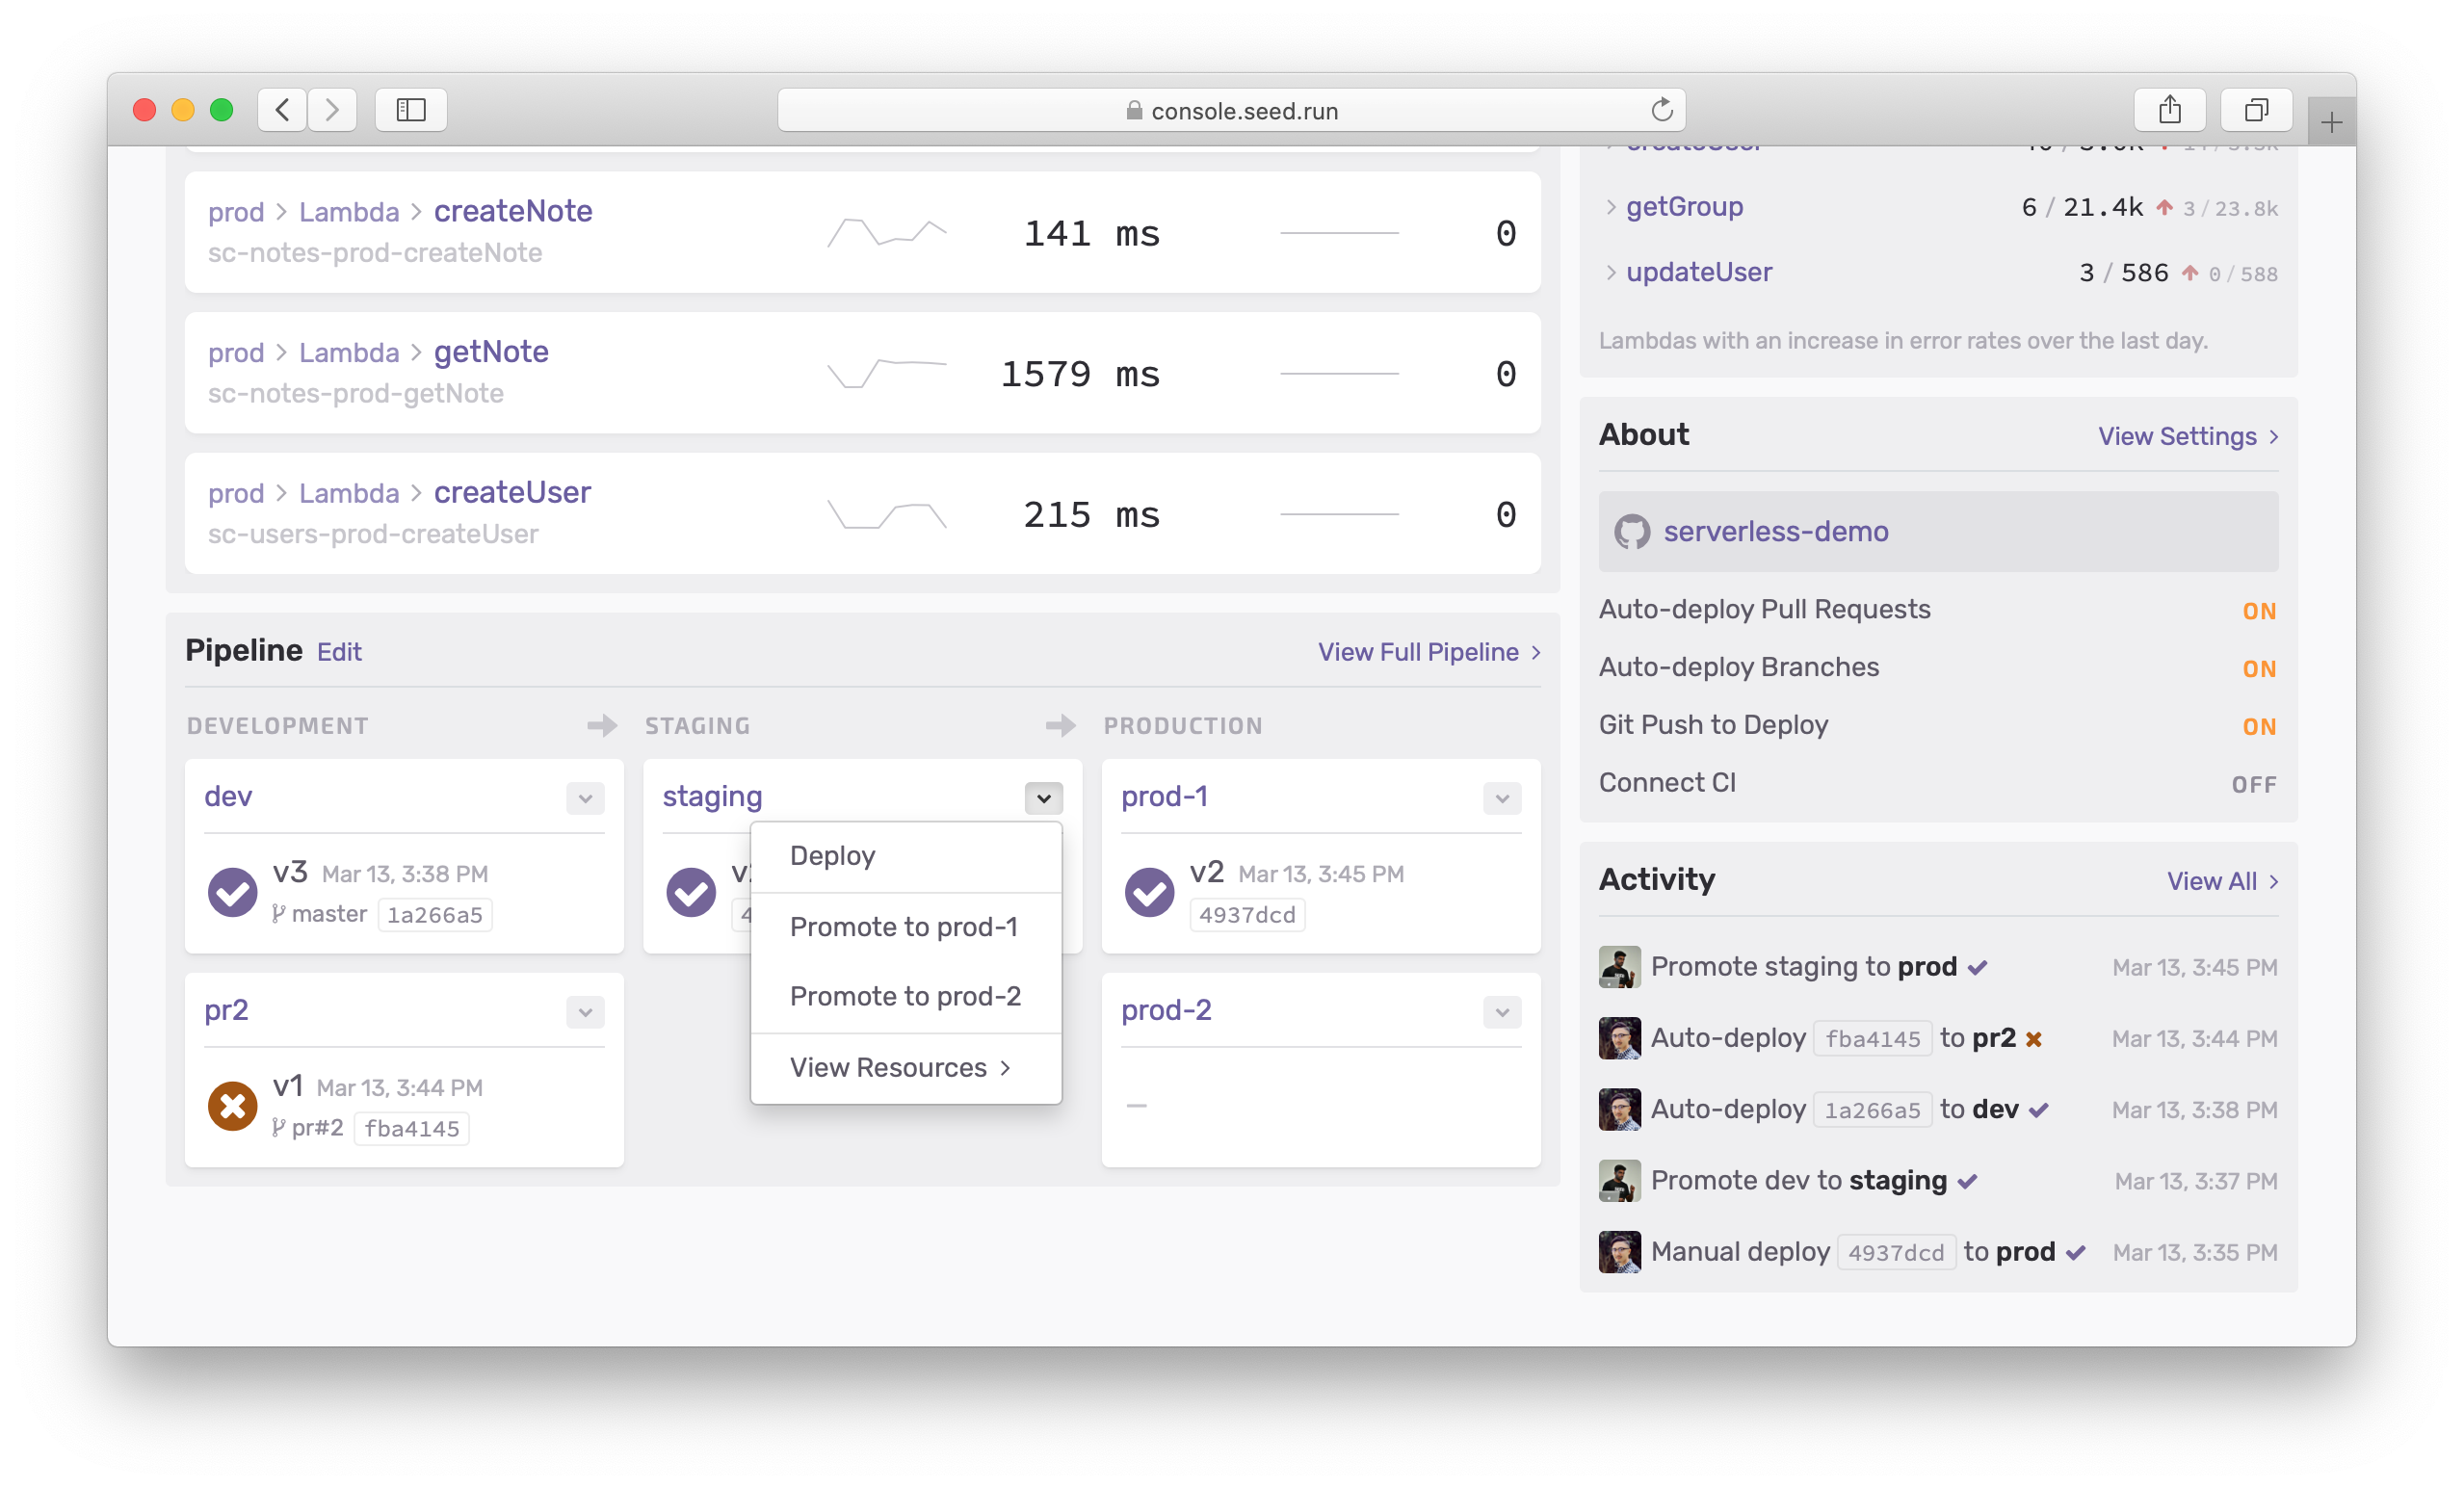 console.seed.run
prod > Lambda > createNote
sc-notes-prod-createNote
141 ms
0
prod > Lambda > getNote
sc-notes-prod-getNote
1579 ms
0
prod > Lambda > createUser
sc-users-prod-createUser
215 ms
0
Pipeline Edit
View Full Pipeline >
DEVELOPMENT
STAGING
PRODUCTION
dev
v3 Mar 13, 3:38 PM
master 1a266a5
pr2
v1 Mar 13, 3:44 PM
pr#2 fba4145
staging
Deploy
Promote to prod-1
Promote to prod-2
View Resources >
prod-1
v2 Mar 13, 3:45 PM
4937dcd
prod-2
–
createUser
> getGroup 6 / 21.4k 3 / 23.8k
> updateUser 3 / 586 0 / 588
Lambdas with an increase in error rates over the last day.
About
View Settings >
serverless-demo
Auto-deploy Pull Requests ON
Auto-deploy Branches ON
Git Push to Deploy ON
Connect CI OFF
Activity
View All >
Promote staging to prod Mar 13, 3:45 PM
Auto-deploy fba4145 to pr2 Mar 13, 3:44 PM
Auto-deploy 1a266a5 to dev Mar 13, 3:38 PM
Promote dev to staging Mar 13, 3:37 PM
Manual deploy 4937dcd to prod Mar 13, 3:35 PM